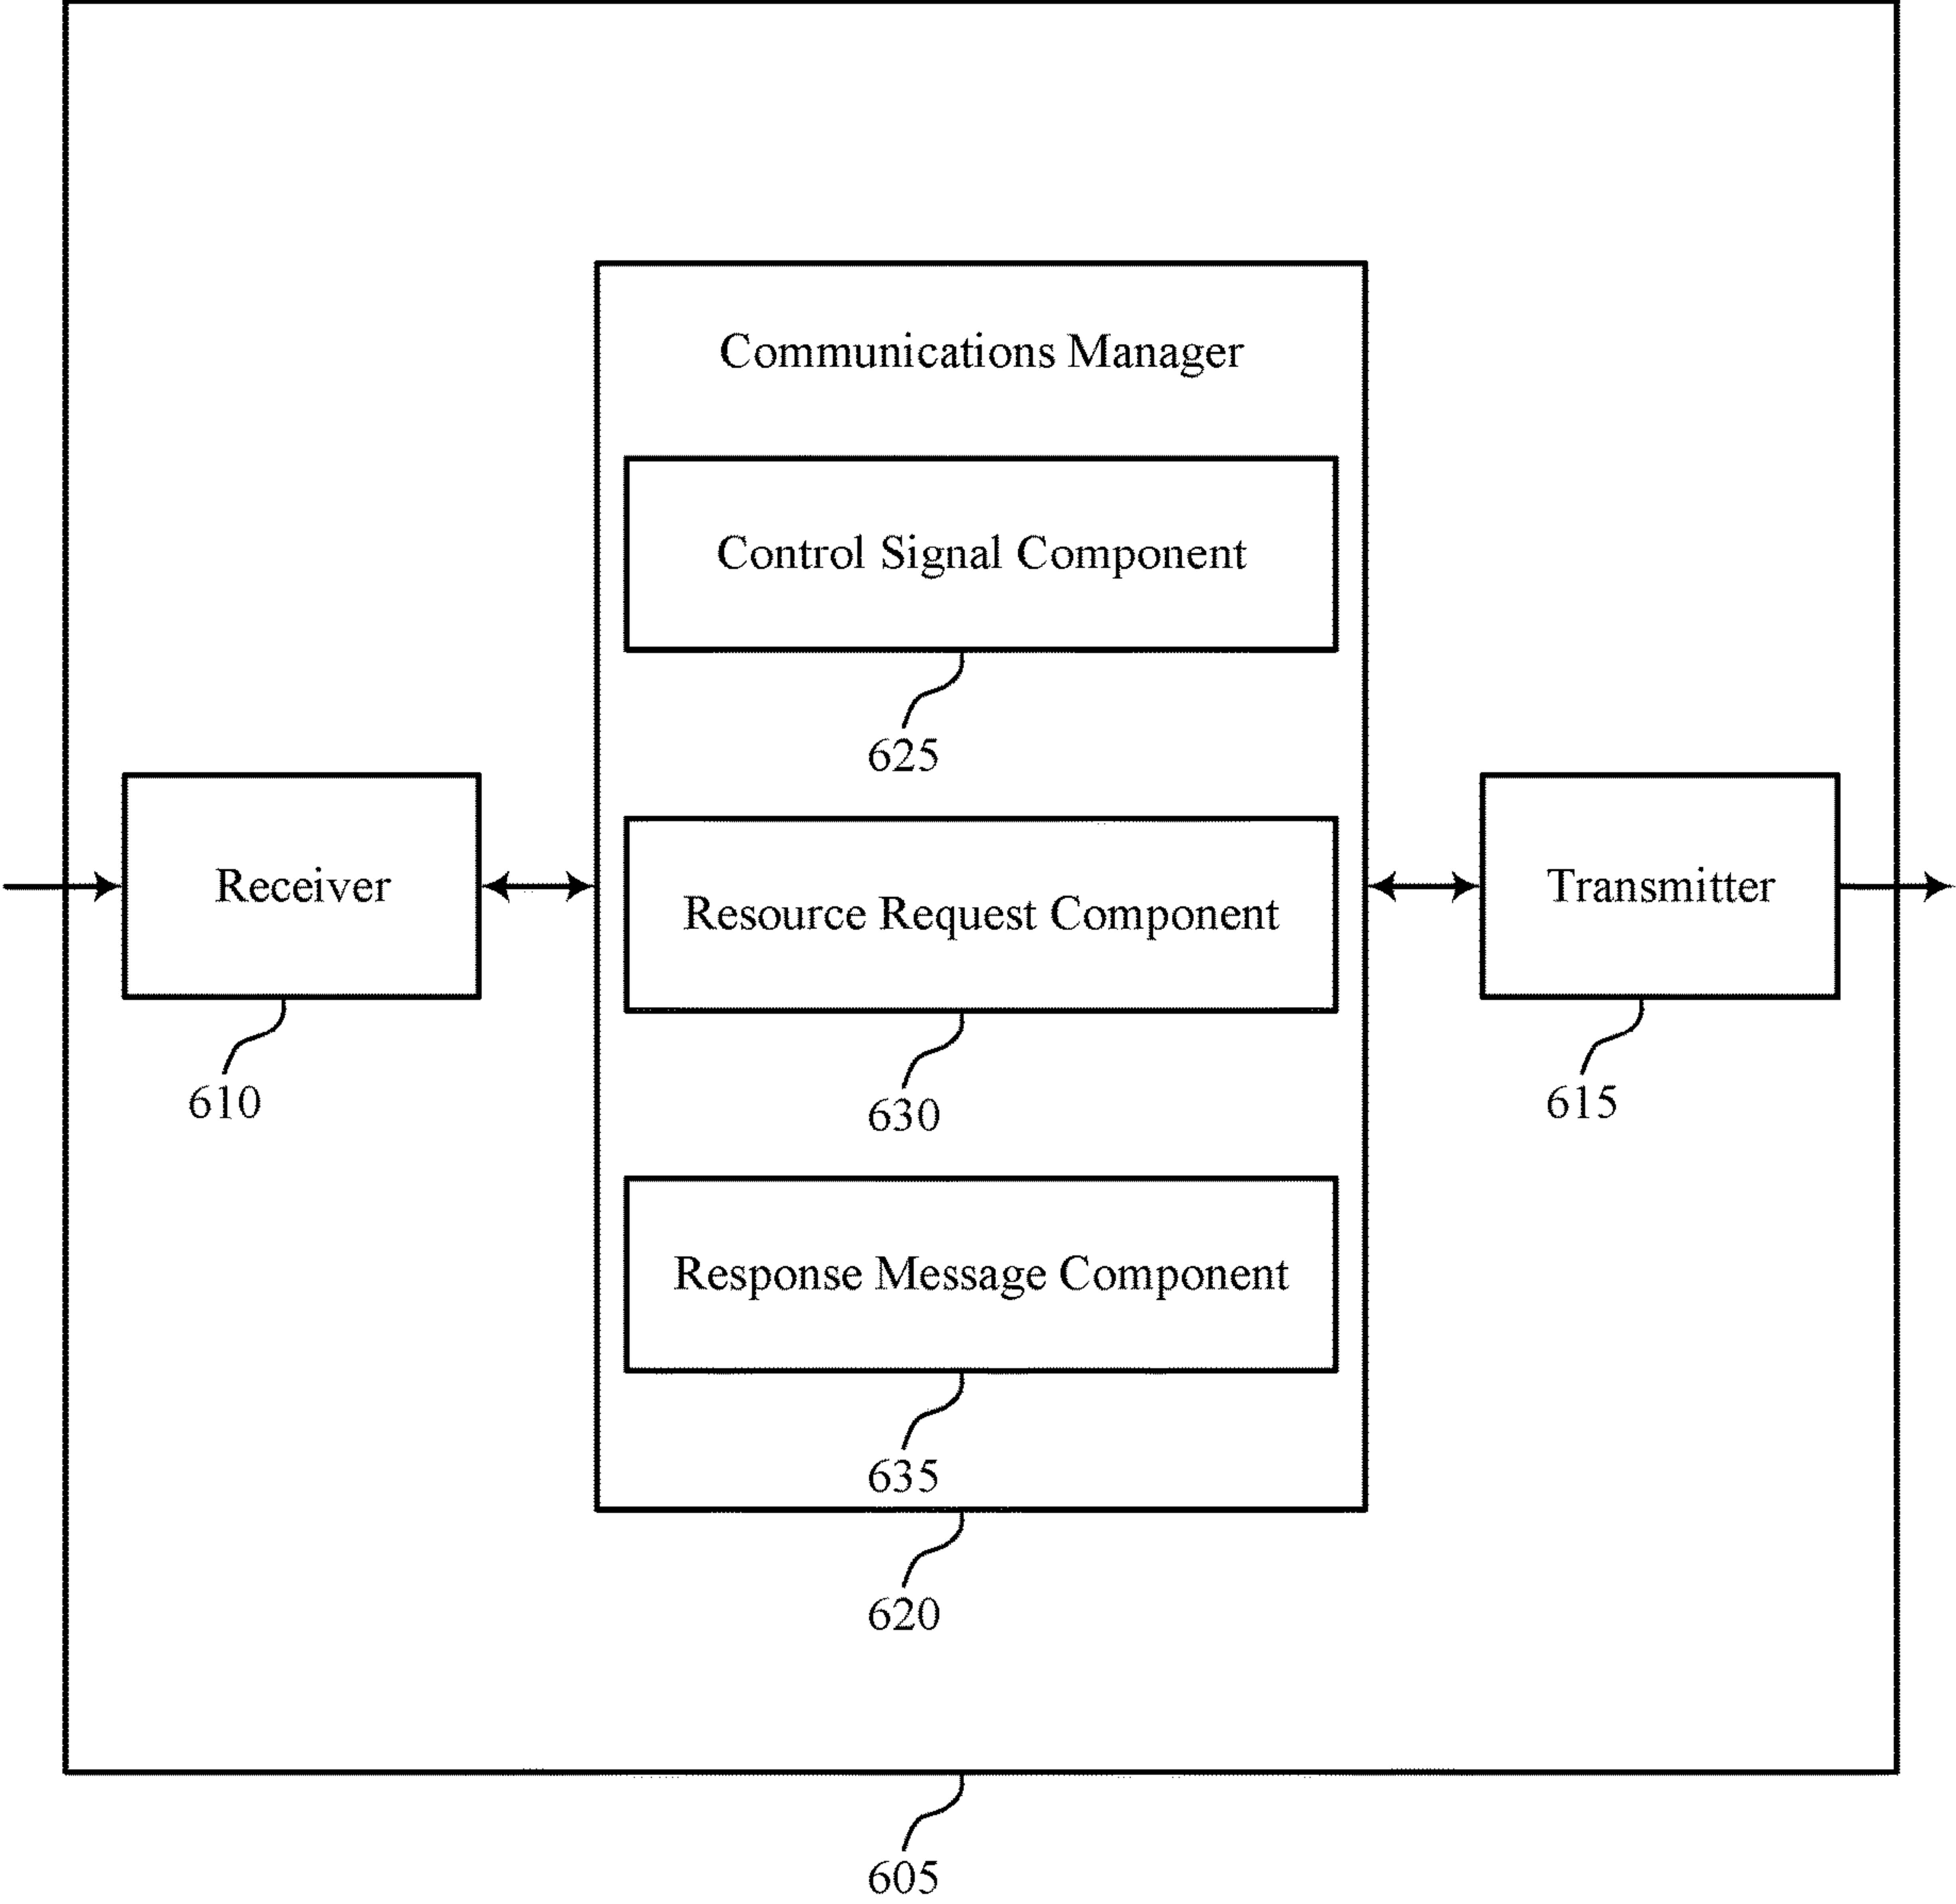 Communications Manager
Control Signal Component
625
Receiver
610
Resource Request Component
630
Transmitter
615
Response Message Component
635
620
605